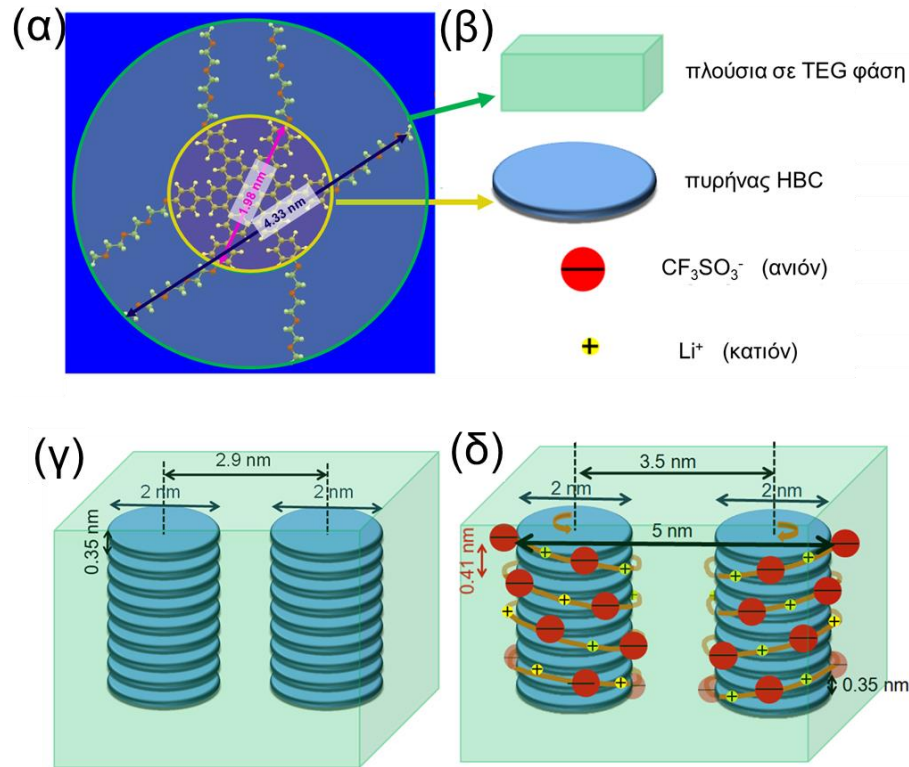 (α)
1.98 nm
4.33 nm
(β)
πλούσια σε TEG φάση
πυρήνας HBC
CF₃SO₃⁻ (ανιόν)
Li⁺ (κατιόν)
(γ)
2.9 nm
2 nm
2 nm
0.35 nm
(δ)
3.5 nm
2 nm
2 nm
5 nm
0.41 nm
0.35 nm